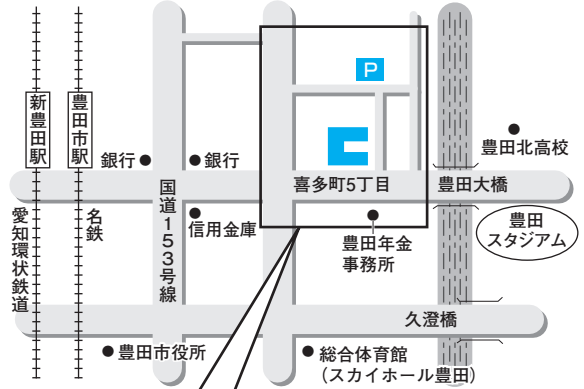 P
新豊田駅
豊田市駅
銀行
銀行
豊田北高校
喜多町5丁目
豊田大橋
愛知環状鉄道
名鉄
国道153号線
信用金庫
豊田年金
事務所
豊田
スタジアム
久澄橋
豊田市役所
総合体育館
(スカイホール豊田)